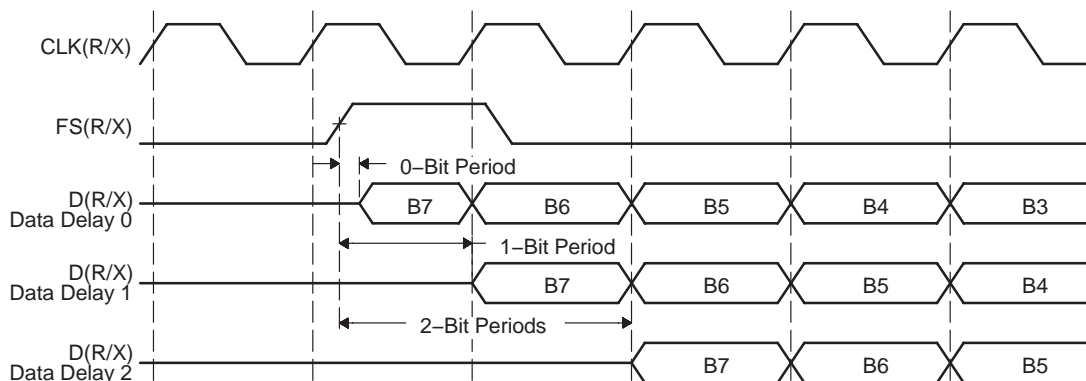 CLK(R/X)
FS(R/X)
0−Bit Period
D(R/X)
Data Delay 0
B7 B6 B5 B4 B3
1−Bit Period
D(R/X)
Data Delay 1
B7 B6 B5 B4
2−Bit Periods
D(R/X)
Data Delay 2
B7 B6 B5